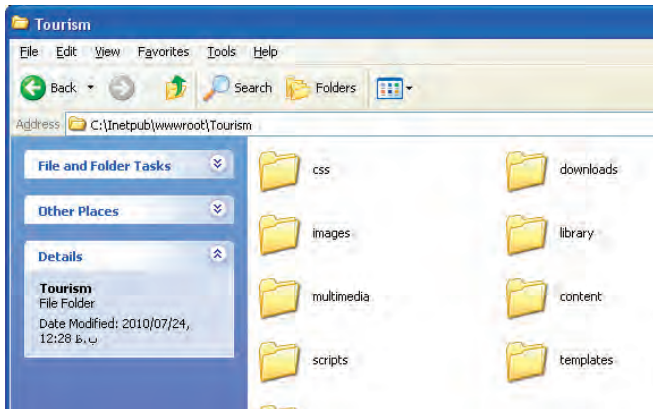 Tourism
File Edit View Favorites Tools Help
Back Search Folders
Address C:\Inetpub\wwwroot\Tourism
File and Folder Tasks
Other Places
Details
Tourism
File Folder
Date Modified: 2010/07/24,
12:28 ب.ظ
css downloads
images library
multimedia content
scripts templates